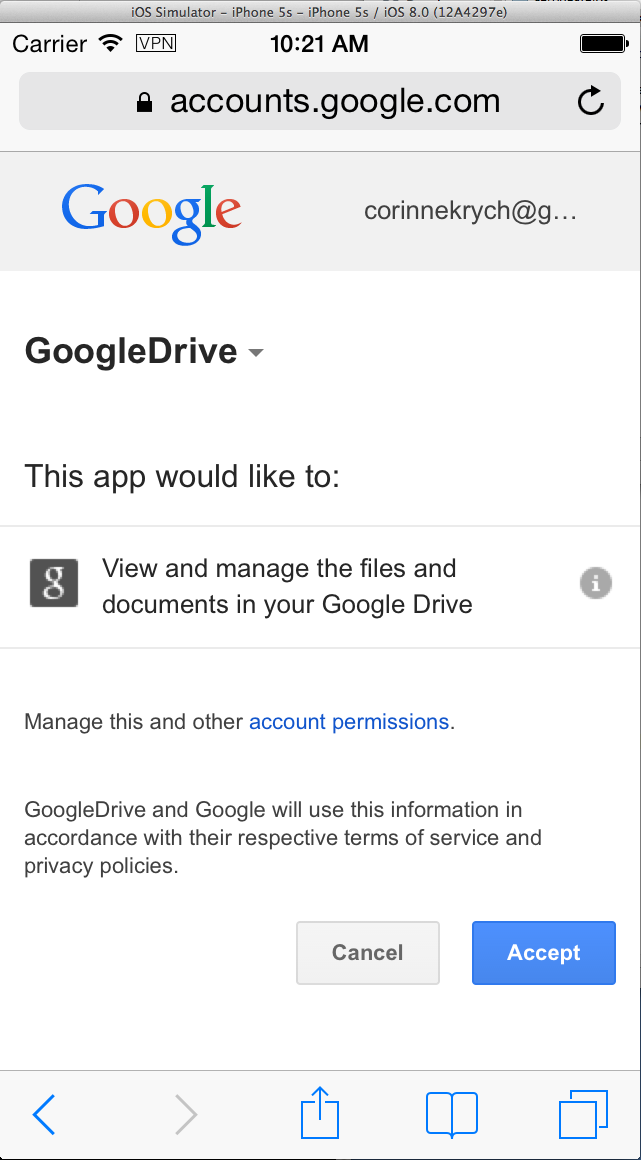 iOS Simulator – iPhone 5s – iPhone 5s / iOS 8.0 (12A4297e)
Carrier VPN 10:21 AM
accounts.google.com
Google corinnekrych@g...
GoogleDrive
This app would like to:
g
View and manage the files and
documents in your Google Drive
i
Manage this and other account permissions.
GoogleDrive and Google will use this information in
accordance with their respective terms of service and
privacy policies.
Cancel Accept